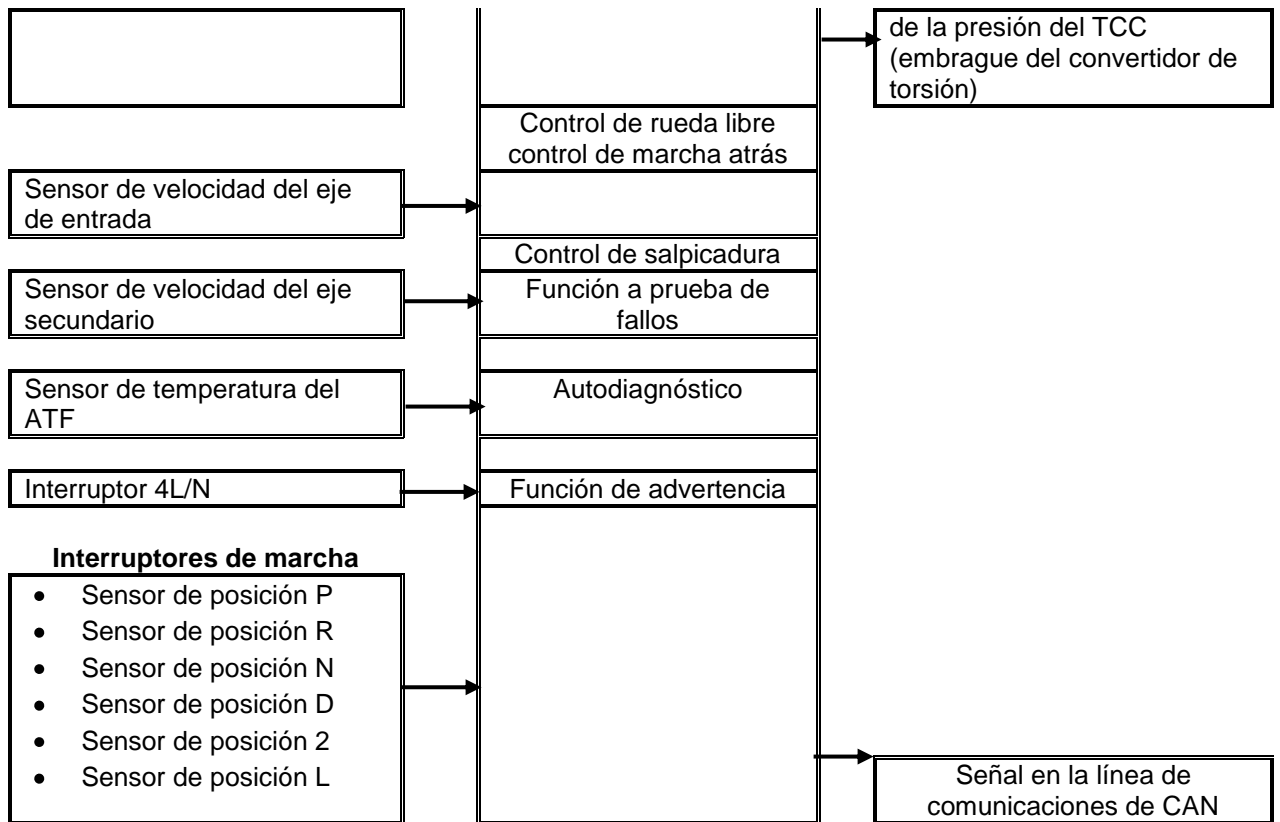 de la presión del TCC
(embrague del convertidor de
torsión)
Control de rueda libre
control de marcha atrás
Sensor de velocidad del eje
de entrada
Control de salpicadura
Sensor de velocidad del eje
secundario
Función a prueba de
fallos
Sensor de temperatura del
ATF
Autodiagnóstico
Interruptor 4L/N
Función de advertencia
Interruptores de marcha
• Sensor de posición P
• Sensor de posición R
• Sensor de posición N
• Sensor de posición D
• Sensor de posición 2
• Sensor de posición L
Señal en la línea de
comunicaciones de CAN